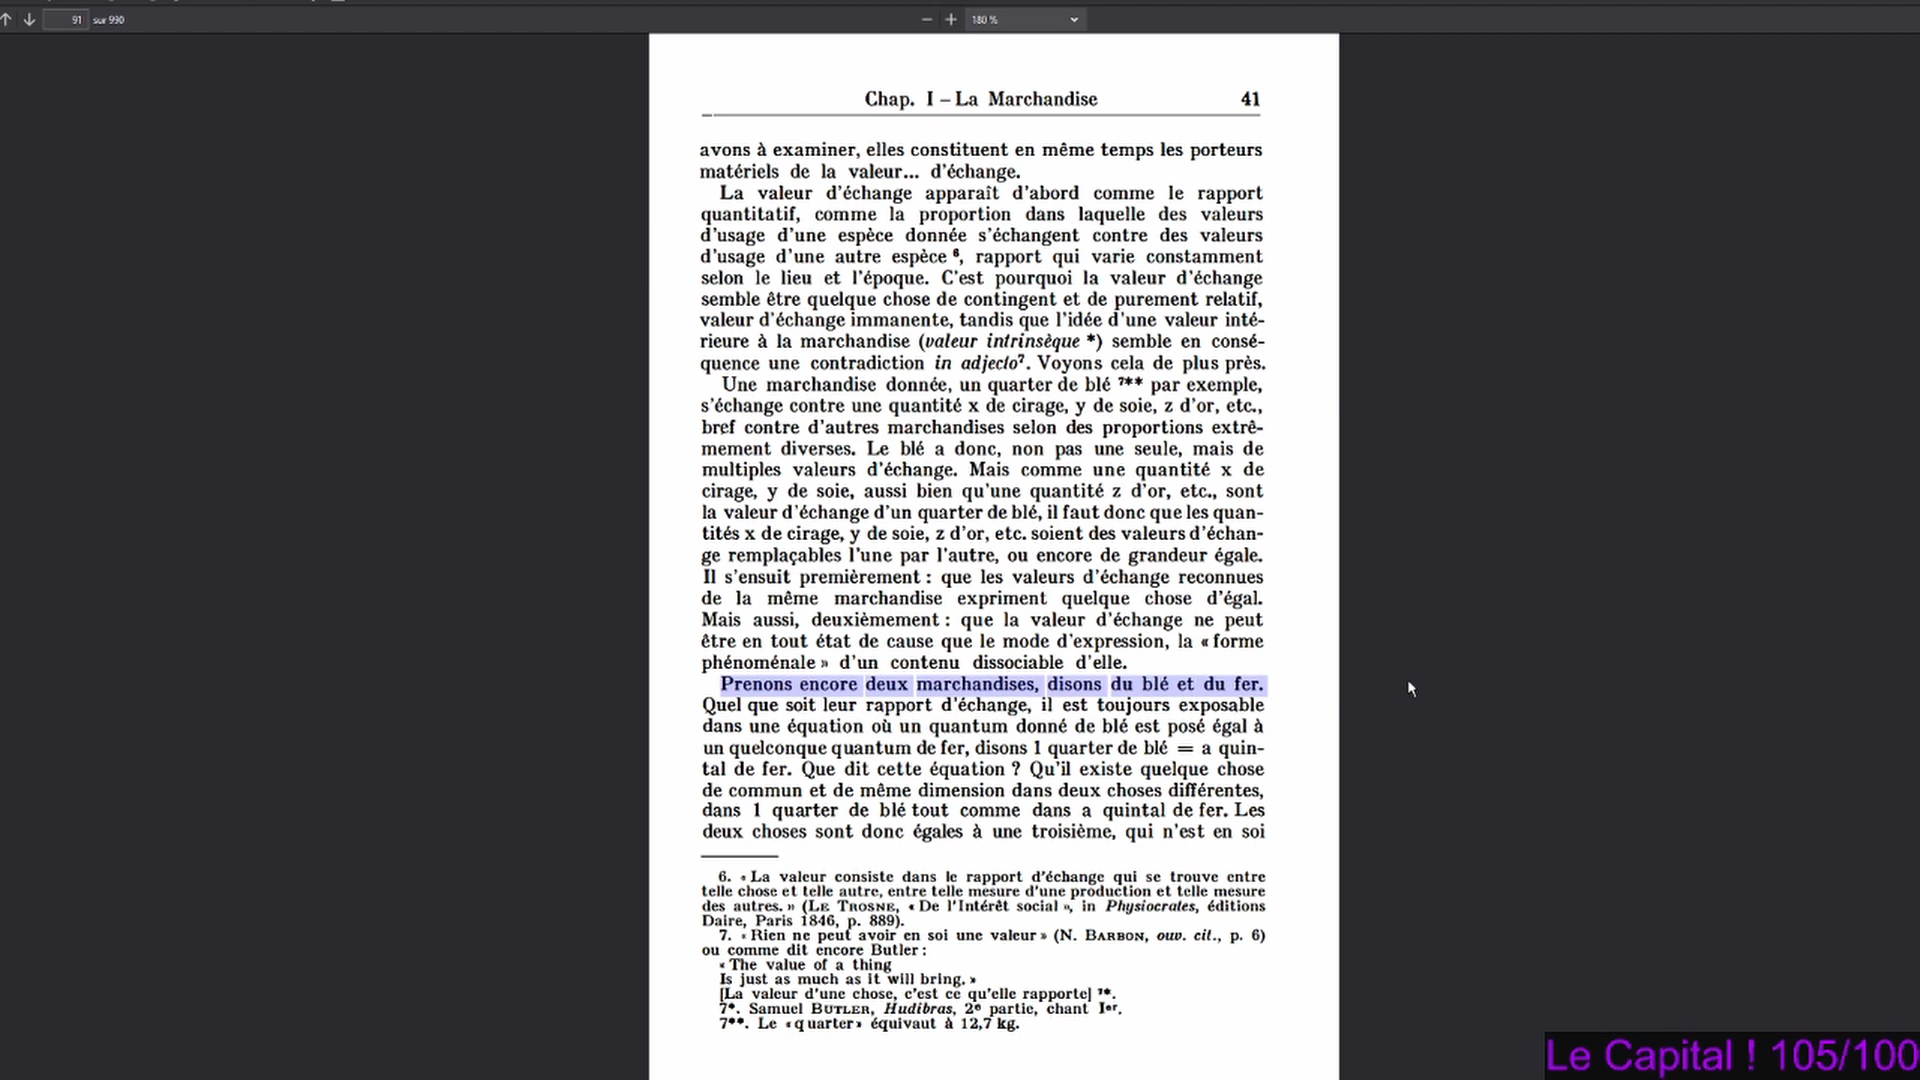 91 sur 990
180 %
Chap. I – La Marchandise 41
avons à examiner, elles constituent en même temps les porteurs
matériels de la valeur... d'échange.
La valeur d'échange apparaît d'abord comme le rapport
quantitatif, comme la proportion dans laquelle des valeurs
d'usage d'une espèce donnée s'échangent contre des valeurs
d'usage d'une autre espèce ⁶, rapport qui varie constamment
selon le lieu et l'époque. C'est pourquoi la valeur d'échange
semble être quelque chose de contingent et de purement relatif,
valeur d'échange immanente, tandis que l'idée d'une valeur inté-
rieure à la marchandise (valeur intrinsèque *) semble en consé-
quence une contradiction in adjecto⁷. Voyons cela de plus près.
Une marchandise donnée, un quarter de blé ⁷** par exemple,
s'échange contre une quantité x de cirage, y de soie, z d'or, etc.,
bref contre d'autres marchandises selon des proportions extrê-
mement diverses. Le blé a donc, non pas une seule, mais de
multiples valeurs d'échange. Mais comme une quantité x de
cirage, y de soie, aussi bien qu'une quantité z d'or, etc., sont
la valeur d'échange d'un quarter de blé, il faut donc que les quan-
tités x de cirage, y de soie, z d'or, etc. soient des valeurs d'échan-
ge remplaçables l'une par l'autre, ou encore de grandeur égale.
Il s'ensuit premièrement : que les valeurs d'échange reconnues
de la même marchandise expriment quelque chose d'égal.
Mais aussi, deuxièmement : que la valeur d'échange ne peut
être en tout état de cause que le mode d'expression, la « forme
phénoménale » d'un contenu dissociable d'elle.
Prenons encore deux marchandises, disons du blé et du fer.
Quel que soit leur rapport d'échange, il est toujours exposable
dans une équation où un quantum donné de blé est posé égal à
un quelconque quantum de fer, disons 1 quarter de blé = a quin-
tal de fer. Que dit cette équation ? Qu'il existe quelque chose
de commun et de même dimension dans deux choses différentes,
dans 1 quarter de blé tout comme dans a quintal de fer. Les
deux choses sont donc égales à une troisième, qui n'est en soi
6. « La valeur consiste dans le rapport d'échange qui se trouve entre
telle chose et telle autre, entre telle mesure d'une production et telle mesure
des autres. » (LE TROSNE, « De l'Intérêt social », in Physiocrates, éditions
Daire, Paris 1846, p. 889).
7. « Rien ne peut avoir en soi une valeur » (N. BARBON, ouv. cit., p. 6)
ou comme dit encore Butler :
« The value of a thing
Is just as much as it will bring. »
[La valeur d'une chose, c'est ce qu'elle rapporte] ⁷*.
7*. Samuel BUTLER, Hudibras, 2e partie, chant Ier.
7**. Le « quarter » équivaut à 12,7 kg.
Le Capital ! 105/100